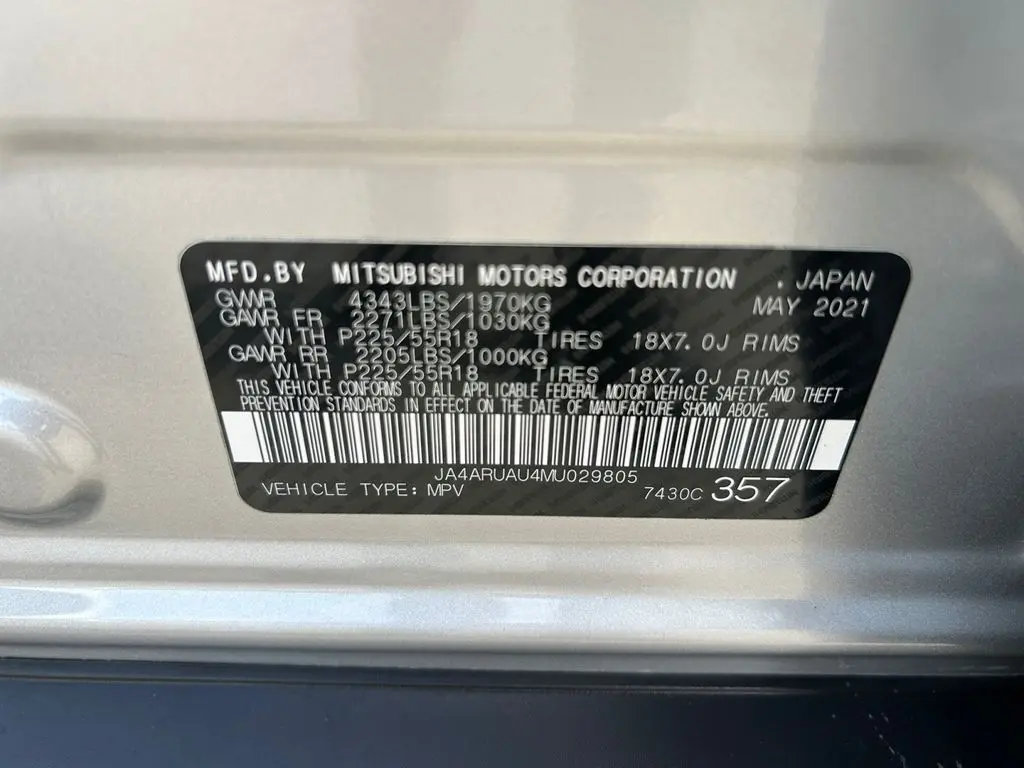 MFD.BY MITSUBISHI MOTORS CORPORATION . JAPAN
GVWR 4343LBS/1970KG MAY 2021
GAWR FR 2271LBS/1030KG
WITH P225/55R18 TIRES 18X7.0J RIMS
GAWR RR 2205LBS/1000KG
WITH P225/55R18 TIRES 18X7.0J RIMS
THIS VEHICLE CONFORMS TO ALL APPLICABLE FEDERAL MOTOR VEHICLE SAFETY AND THEFT
PREVENTION STANDARDS IN EFFECT ON THE DATE OF MANUFACTURE SHOWN ABOVE.
JA4ARUAU4MU029805
VEHICLE TYPE: MPV 7430C 357